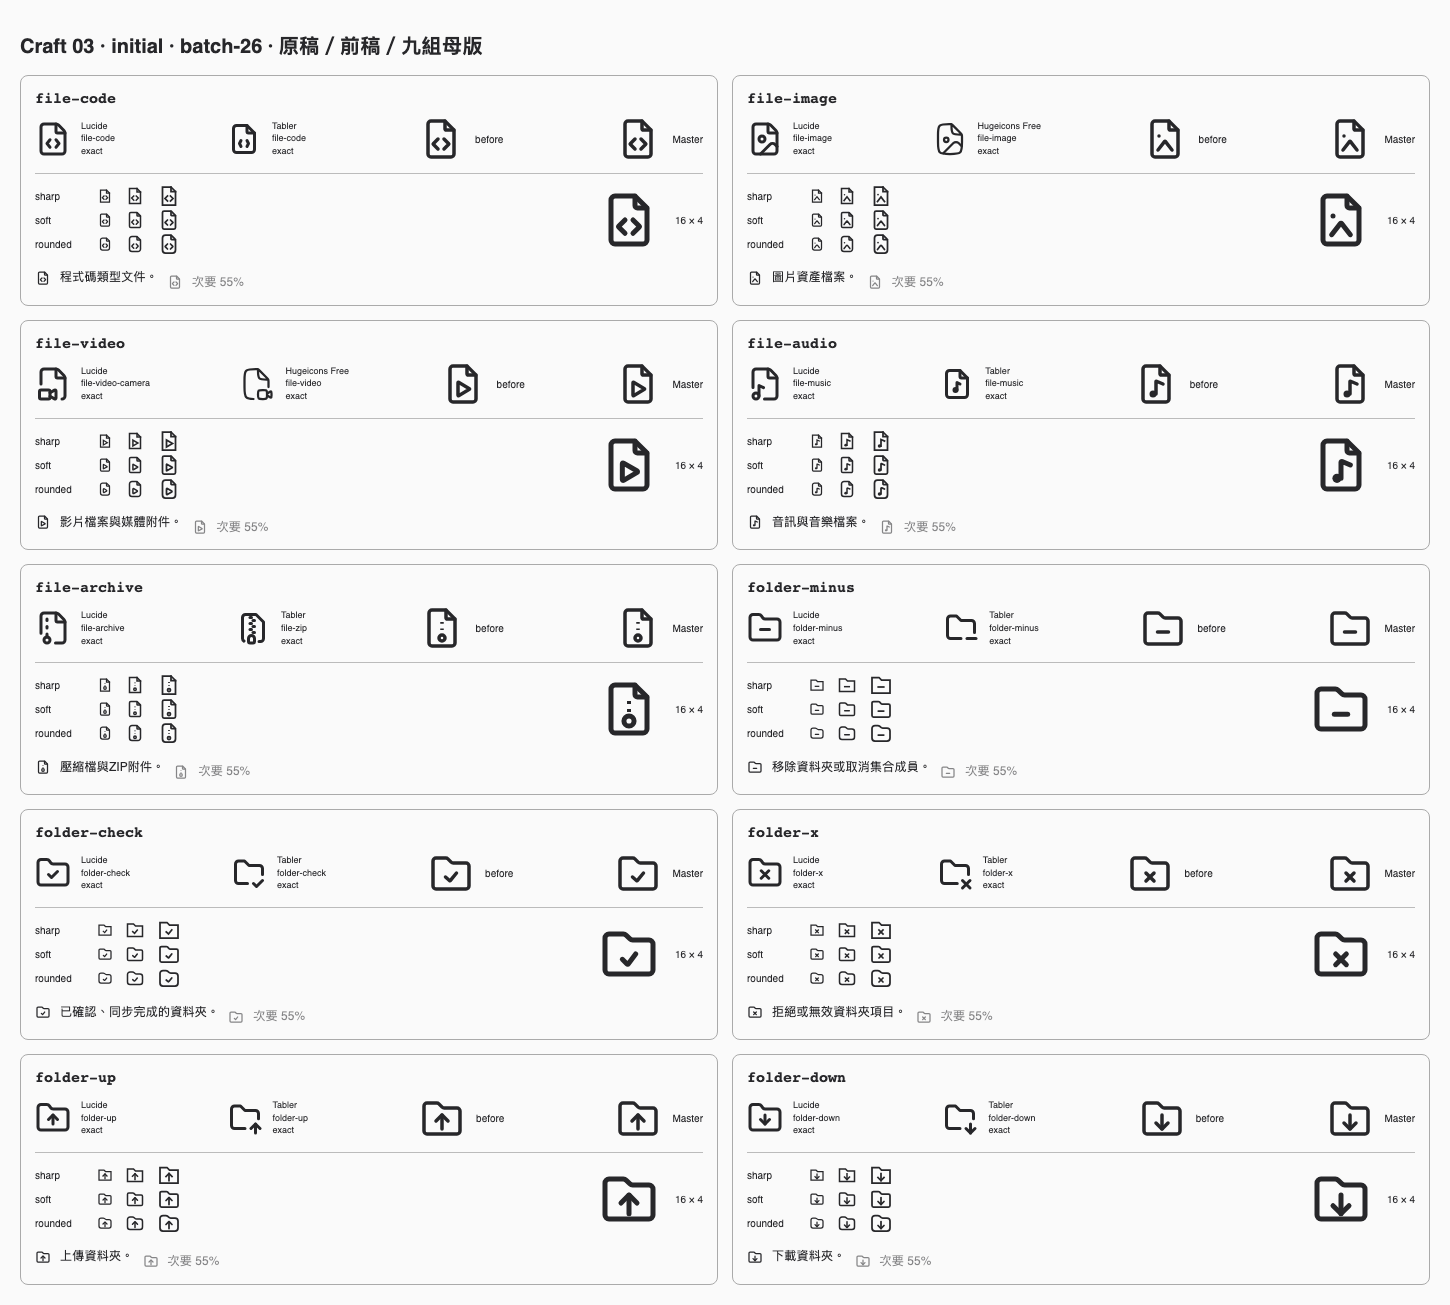 Craft 03 · initial · batch-26 · 原稿 / 前稿 / 九組母版
file-code
Lucide
file-code
exact
Tabler
file-code
exact
before
Master
sharp
soft
rounded
16 × 4
程式碼類型文件。
次要 55%
file-image
Lucide
file-image
exact
Hugeicons Free
file-image
exact
before
Master
sharp
soft
rounded
16 × 4
圖片資產檔案。
次要 55%
file-video
Lucide
file-video-camera
exact
Hugeicons Free
file-video
exact
before
Master
sharp
soft
rounded
16 × 4
影片檔案與媒體附件。
次要 55%
file-audio
Lucide
file-music
exact
Tabler
file-music
exact
before
Master
sharp
soft
rounded
16 × 4
音訊與音樂檔案。
次要 55%
file-archive
Lucide
file-archive
exact
Tabler
file-zip
exact
before
Master
sharp
soft
rounded
16 × 4
壓縮檔與ZIP附件。
次要 55%
folder-minus
Lucide
folder-minus
exact
Tabler
folder-minus
exact
before
Master
sharp
soft
rounded
16 × 4
移除資料夾或取消集合成員。
次要 55%
folder-check
Lucide
folder-check
exact
Tabler
folder-check
exact
before
Master
sharp
soft
rounded
16 × 4
已確認、同步完成的資料夾。
次要 55%
folder-x
Lucide
folder-x
exact
Tabler
folder-x
exact
before
Master
sharp
soft
rounded
16 × 4
拒絕或無效資料夾項目。
次要 55%
folder-up
Lucide
folder-up
exact
Tabler
folder-up
exact
before
Master
sharp
soft
rounded
16 × 4
上傳資料夾。
次要 55%
folder-down
Lucide
folder-down
exact
Tabler
folder-down
exact
before
Master
sharp
soft
rounded
16 × 4
下載資料夾。
次要 55%